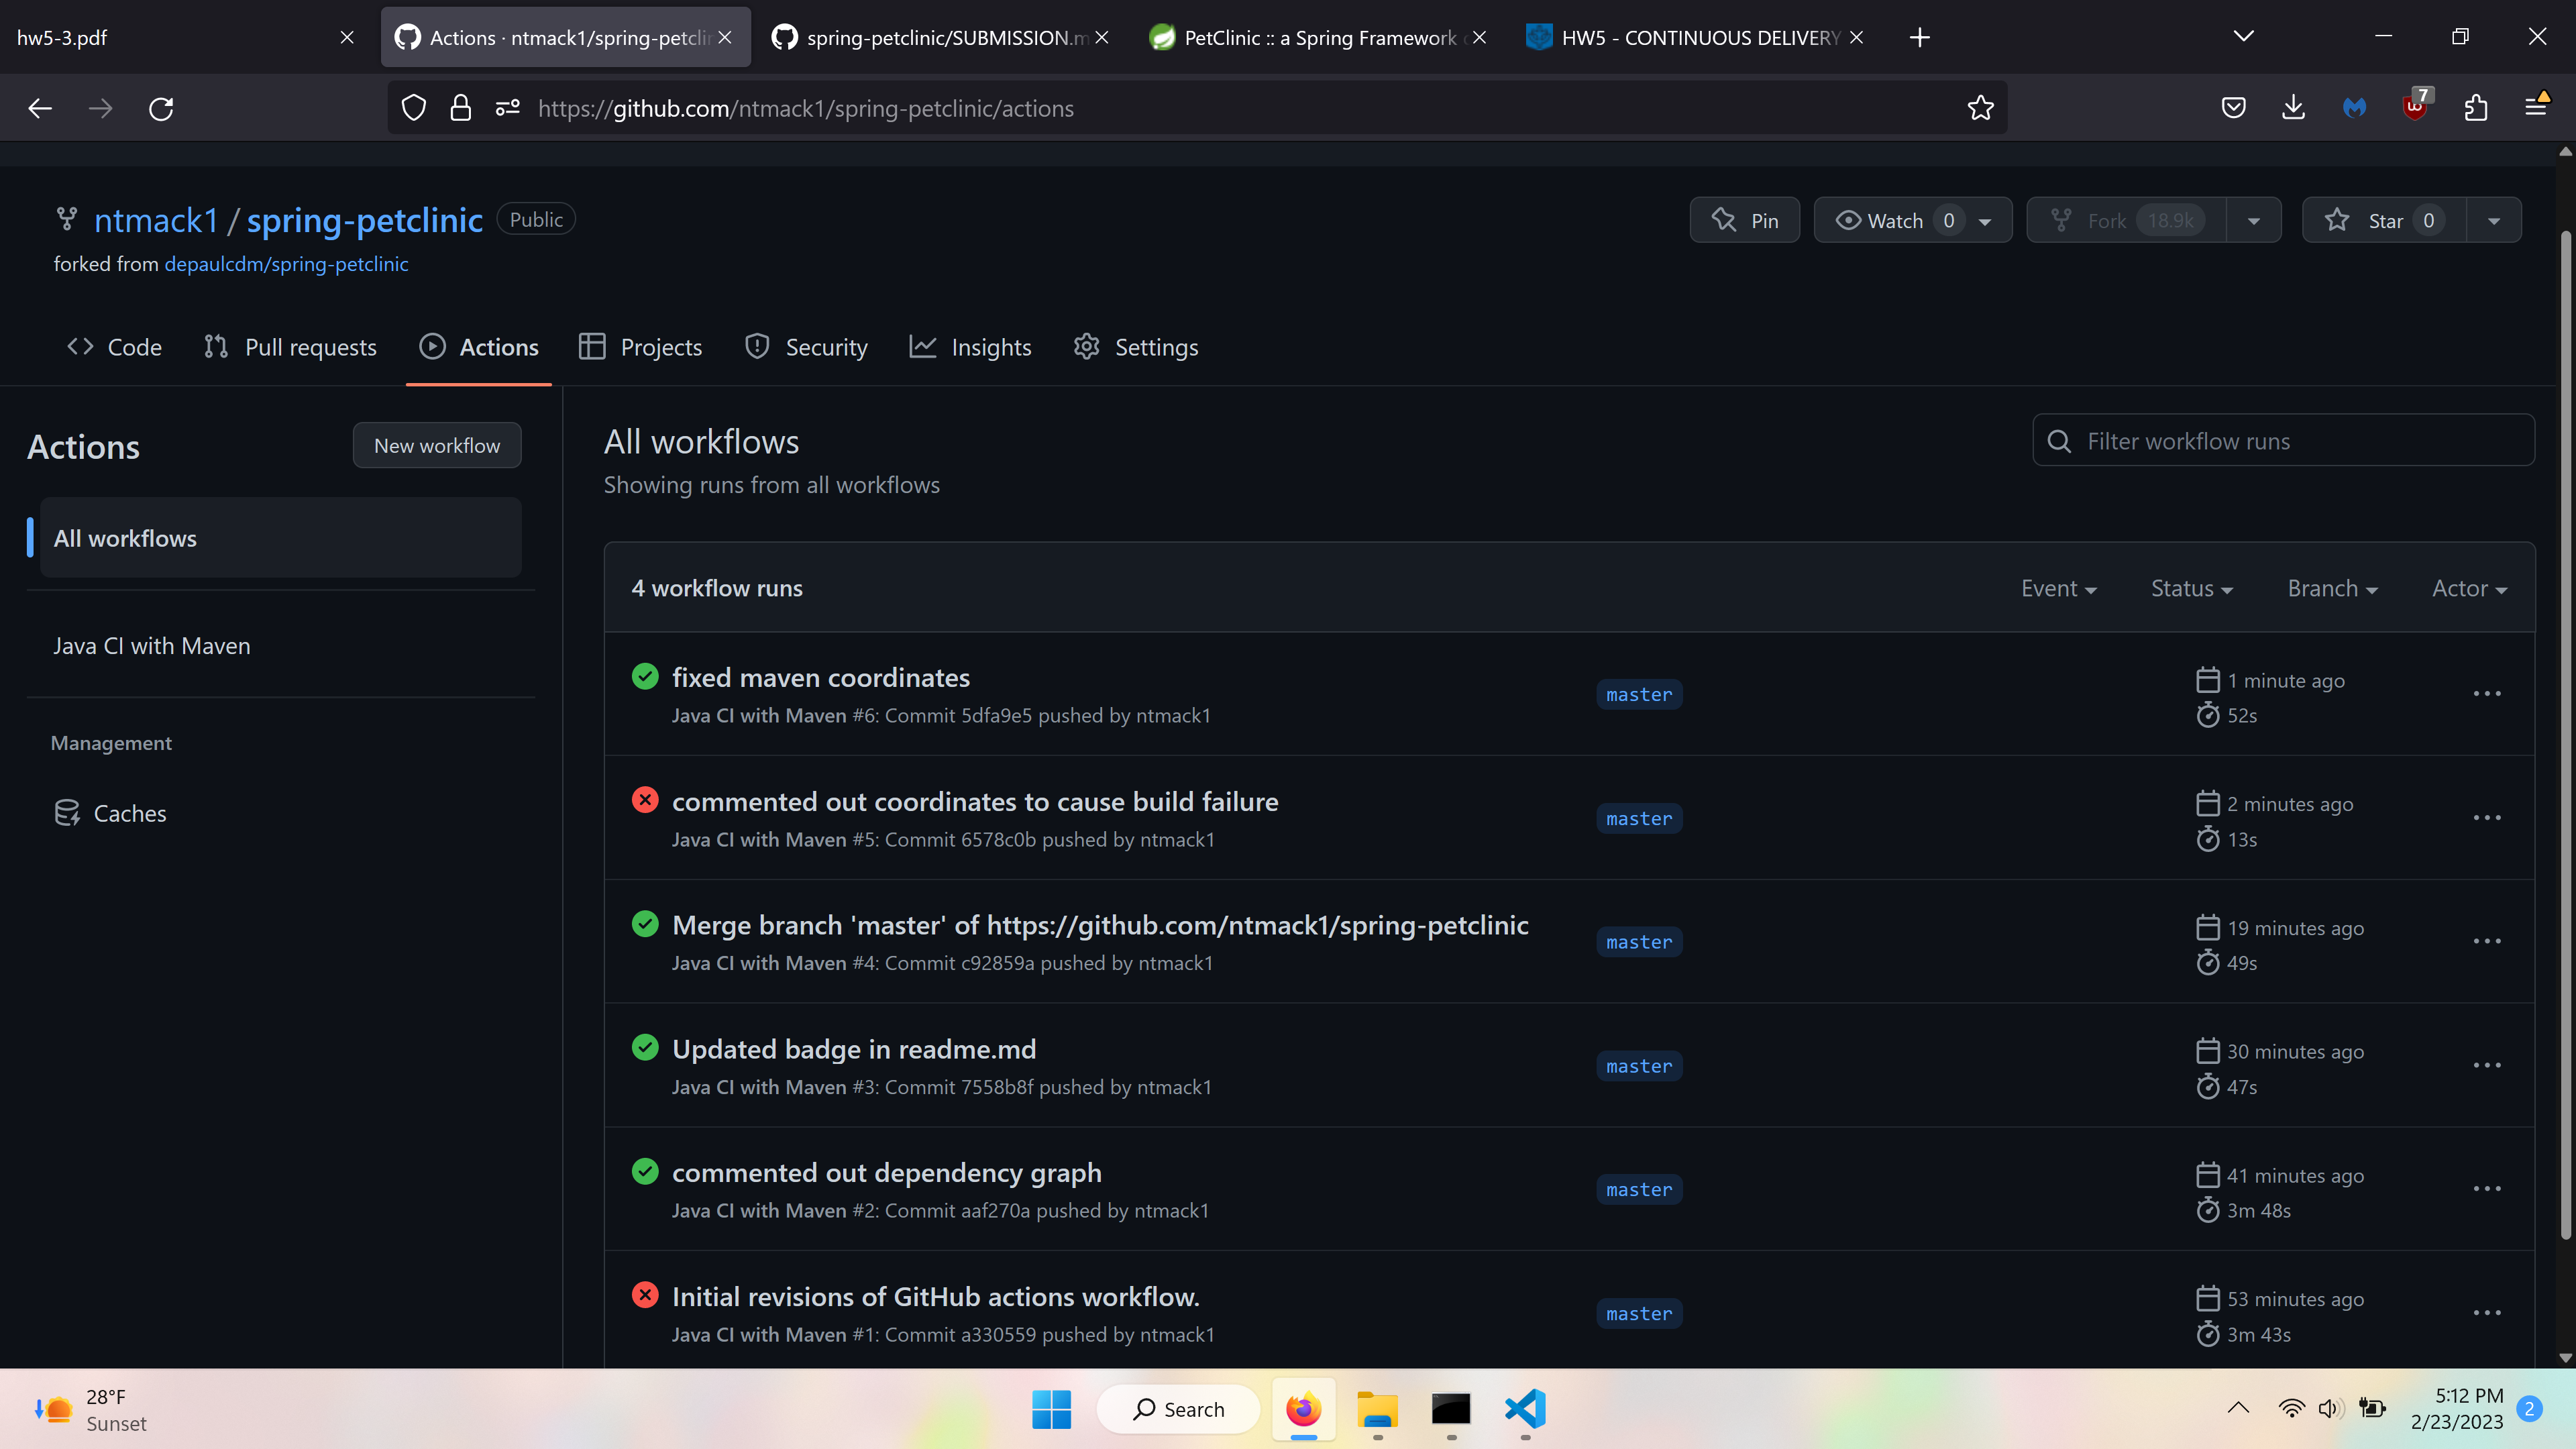 hw5-3.pdf
Actions · ntmack1/spring-petclin
spring-petclinic/SUBMISSION.m
PetClinic :: a Spring Framework
HW5 - CONTINUOUS DELIVERY
https://github.com/ntmack1/spring-petclinic/actions
7
ntmack1 / spring-petclinic Public
Pin
Watch 0
Fork 18.9k
Star 0
forked from depaulcdm/spring-petclinic
Code
Pull requests
Actions
Projects
Security
Insights
Settings
Actions
New workflow
All workflows
Java CI with Maven
Management
Caches
All workflows
Showing runs from all workflows
Filter workflow runs
4 workflow runs
Event
Status
Branch
Actor
fixed maven coordinates
Java CI with Maven #6: Commit 5dfa9e5 pushed by ntmack1
master
1 minute ago
52s
commented out coordinates to cause build failure
Java CI with Maven #5: Commit 6578c0b pushed by ntmack1
master
2 minutes ago
13s
Merge branch 'master' of https://github.com/ntmack1/spring-petclinic
Java CI with Maven #4: Commit c92859a pushed by ntmack1
master
19 minutes ago
49s
Updated badge in readme.md
Java CI with Maven #3: Commit 7558b8f pushed by ntmack1
master
30 minutes ago
47s
commented out dependency graph
Java CI with Maven #2: Commit aaf270a pushed by ntmack1
master
41 minutes ago
3m 48s
Initial revisions of GitHub actions workflow.
Java CI with Maven #1: Commit a330559 pushed by ntmack1
master
53 minutes ago
3m 43s
28°F
Sunset
Search
5:12 PM
2/23/2023
2